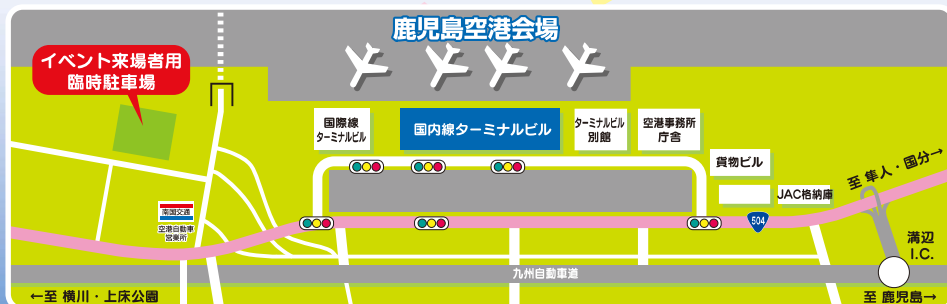 鹿児島空港会場
イベント来場者用
臨時駐車場
国際線
ターミナルビル
国内線ターミナルビル
ターミナルビル
別館
空港事務所
庁舎
貨物ビル
JAC格納庫
至 隼人・国分→
南国交通
空港自動車
営業所
504
溝辺
I.C.
九州自動車道
←至 横川・上床公園
至 鹿児島→